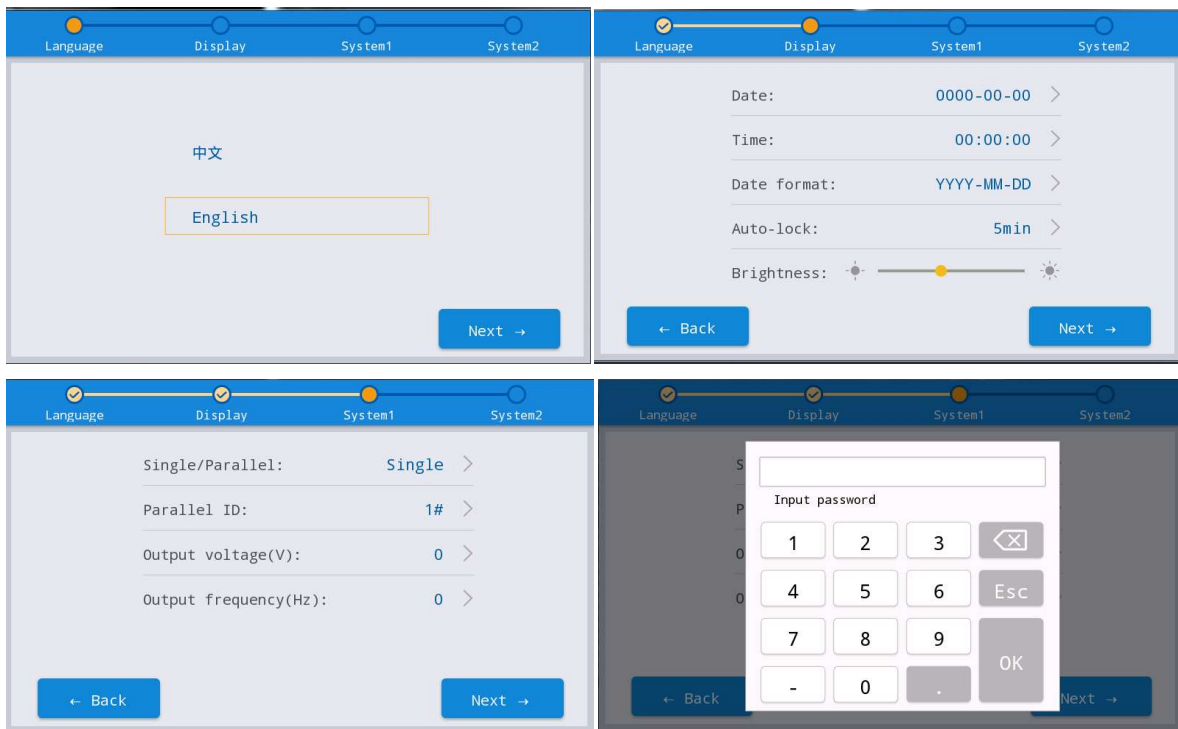 Language Display System1 System2
中文
English
Next →
Language Display System1 System2
Date: 0000-00-00
Time: 00:00:00
Date format: YYYY-MM-DD
Auto-lock: 5min
Brightness:
← Back Next →
Language Display System1 System2
Single/Parallel: Single
Parallel ID: 1#
Output voltage(V): 0
Output frequency(Hz): 0
← Back Next →
Language Display System1 System2
S
P
O
O
Input password
1 2 3
4 5 6 Esc
7 8 9
OK
- 0 .
← Back Next →